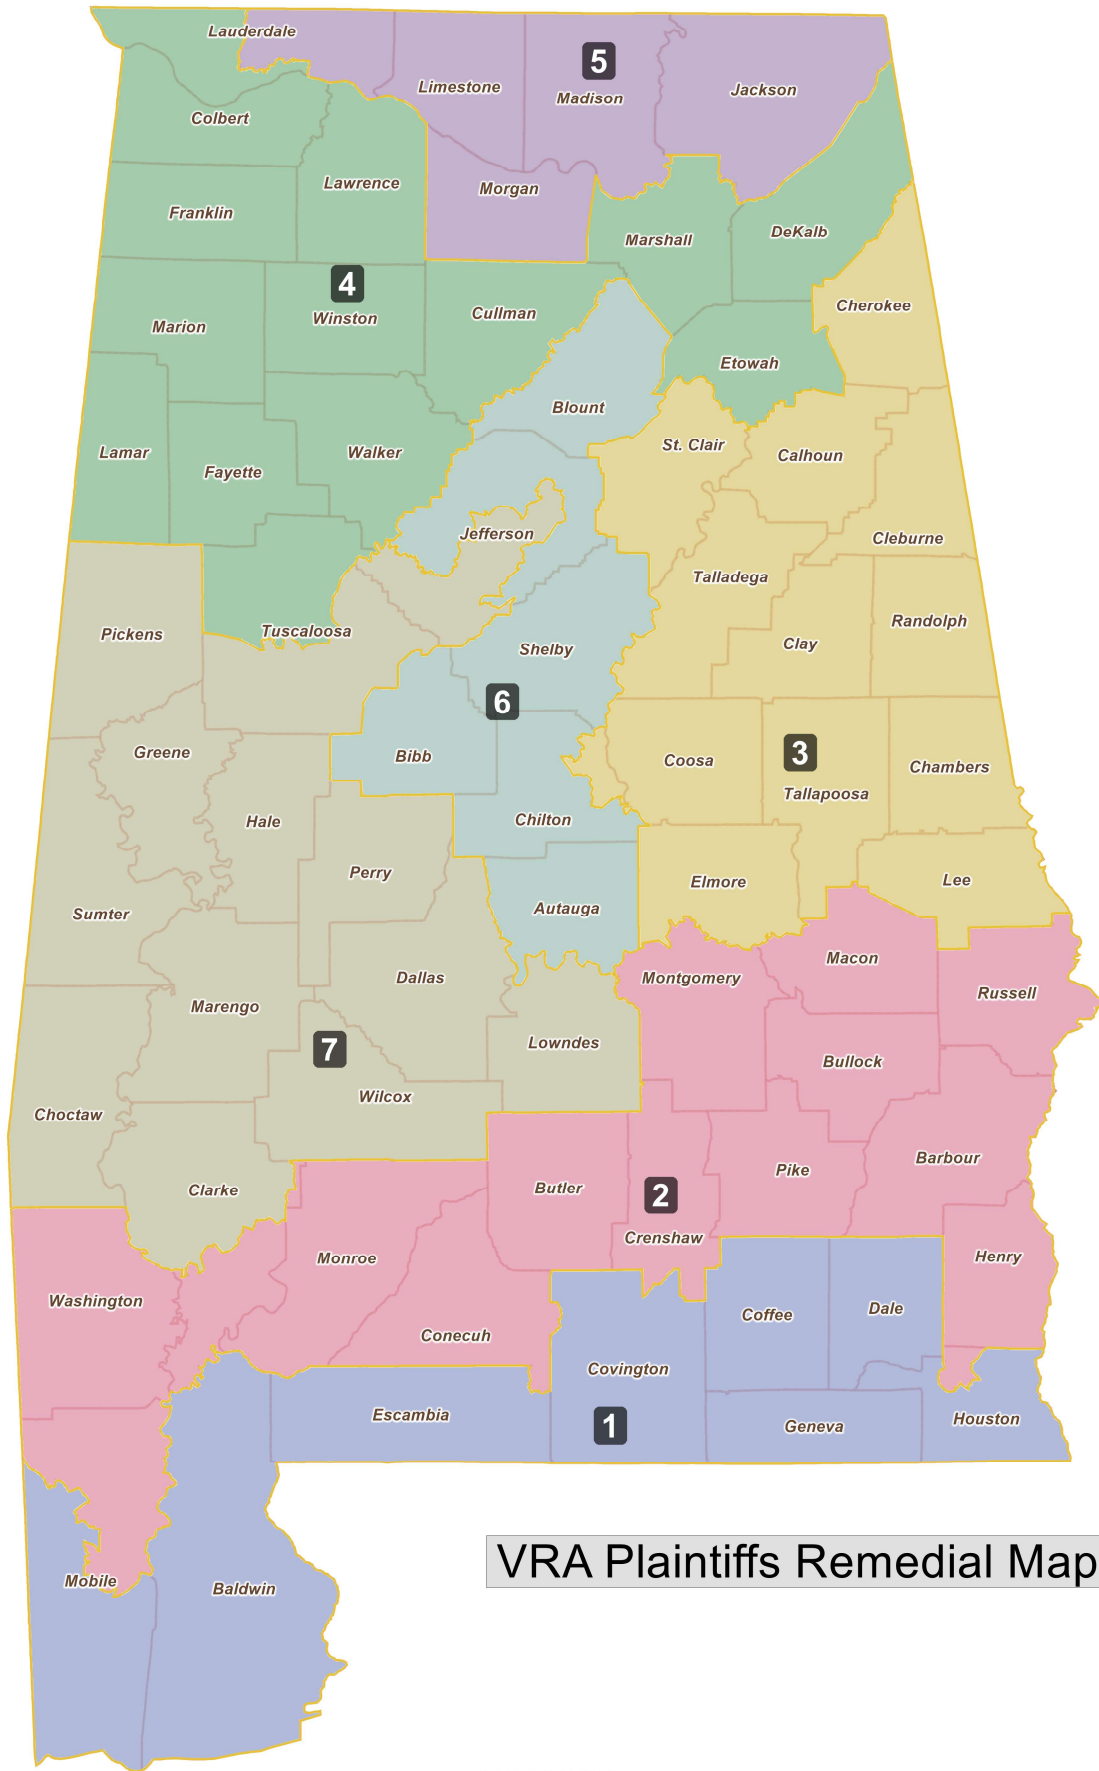 Lauderdale
5
Limestone
Madison
Jackson
Colbert
Lawrence
Morgan
Franklin
Marshall
DeKalb
4
Winston
Cullman
Cherokee
Marion
Etowah
Blount
St. Clair
Calhoun
Lamar
Fayette
Walker
Jefferson
Cleburne
Talladega
Pickens
Tuscaloosa
Shelby
Clay
Randolph
6
Greene
Bibb
Coosa
3
Tallapoosa
Chambers
Hale
Chilton
Perry
Elmore
Lee
Sumter
Autauga
Macon
Dallas
Montgomery
Russell
Marengo
7
Lowndes
Bullock
Wilcox
Choctaw
Barbour
Pike
Clarke
Butler
2
Crenshaw
Monroe
Henry
Washington
Conecuh
Coffee
Dale
Covington
Escambia
1
Geneva
Houston
VRA Plaintiffs Remedial Map
Mobile
Baldwin